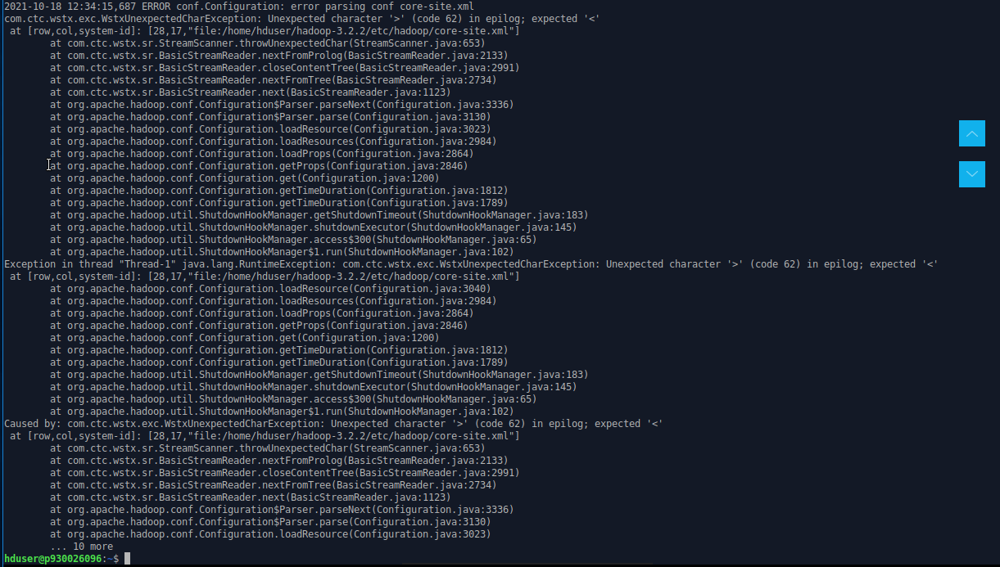 2021-10-18 12:34:15,687 ERROR conf.Configuration: error parsing conf core-site.xml
com.ctc.wstx.exc.WstxUnexpectedCharException: Unexpected character '>' (code 62) in epilog; expected '<'
 at [row,col,system-id]: [28,17,"file:/home/hduser/hadoop-3.2.2/etc/hadoop/core-site.xml"]
        at com.ctc.wstx.sr.StreamScanner.throwUnexpectedChar(StreamScanner.java:653)
        at com.ctc.wstx.sr.BasicStreamReader.nextFromProlog(BasicStreamReader.java:2133)
        at com.ctc.wstx.sr.BasicStreamReader.closeContentTree(BasicStreamReader.java:2991)
        at com.ctc.wstx.sr.BasicStreamReader.nextFromTree(BasicStreamReader.java:2734)
        at com.ctc.wstx.sr.BasicStreamReader.next(BasicStreamReader.java:1123)
        at org.apache.hadoop.conf.Configuration$Parser.parseNext(Configuration.java:3336)
        at org.apache.hadoop.conf.Configuration$Parser.parse(Configuration.java:3130)
        at org.apache.hadoop.conf.Configuration.loadResource(Configuration.java:3023)
        at org.apache.hadoop.conf.Configuration.loadResources(Configuration.java:2984)
        at org.apache.hadoop.conf.Configuration.loadProps(Configuration.java:2864)
        at org.apache.hadoop.conf.Configuration.getProps(Configuration.java:2846)
        at org.apache.hadoop.conf.Configuration.get(Configuration.java:1200)
        at org.apache.hadoop.conf.Configuration.getTimeDuration(Configuration.java:1812)
        at org.apache.hadoop.conf.Configuration.getTimeDuration(Configuration.java:1789)
        at org.apache.hadoop.util.ShutdownHookManager.getShutdownTimeout(ShutdownHookManager.java:183)
        at org.apache.hadoop.util.ShutdownHookManager.shutdownExecutor(ShutdownHookManager.java:145)
        at org.apache.hadoop.util.ShutdownHookManager.access$300(ShutdownHookManager.java:65)
        at org.apache.hadoop.util.ShutdownHookManager$1.run(ShutdownHookManager.java:102)
Exception in thread "Thread-1" java.lang.RuntimeException: com.ctc.wstx.exc.WstxUnexpectedCharException: Unexpected character '>' (code 62) in epilog; expected '<'
 at [row,col,system-id]: [28,17,"file:/home/hduser/hadoop-3.2.2/etc/hadoop/core-site.xml"]
        at org.apache.hadoop.conf.Configuration.loadResource(Configuration.java:3040)
        at org.apache.hadoop.conf.Configuration.loadResources(Configuration.java:2984)
        at org.apache.hadoop.conf.Configuration.loadProps(Configuration.java:2864)
        at org.apache.hadoop.conf.Configuration.getProps(Configuration.java:2846)
        at org.apache.hadoop.conf.Configuration.get(Configuration.java:1200)
        at org.apache.hadoop.conf.Configuration.getTimeDuration(Configuration.java:1812)
        at org.apache.hadoop.conf.Configuration.getTimeDuration(Configuration.java:1789)
        at org.apache.hadoop.util.ShutdownHookManager.getShutdownTimeout(ShutdownHookManager.java:183)
        at org.apache.hadoop.util.ShutdownHookManager.shutdownExecutor(ShutdownHookManager.java:145)
        at org.apache.hadoop.util.ShutdownHookManager.access$300(ShutdownHookManager.java:65)
        at org.apache.hadoop.util.ShutdownHookManager$1.run(ShutdownHookManager.java:102)
Caused by: com.ctc.wstx.exc.WstxUnexpectedCharException: Unexpected character '>' (code 62) in epilog; expected '<'
 at [row,col,system-id]: [28,17,"file:/home/hduser/hadoop-3.2.2/etc/hadoop/core-site.xml"]
        at com.ctc.wstx.sr.StreamScanner.throwUnexpectedChar(StreamScanner.java:653)
        at com.ctc.wstx.sr.BasicStreamReader.nextFromProlog(BasicStreamReader.java:2133)
        at com.ctc.wstx.sr.BasicStreamReader.closeContentTree(BasicStreamReader.java:2991)
        at com.ctc.wstx.sr.BasicStreamReader.nextFromTree(BasicStreamReader.java:2734)
        at com.ctc.wstx.sr.BasicStreamReader.next(BasicStreamReader.java:1123)
        at org.apache.hadoop.conf.Configuration$Parser.parseNext(Configuration.java:3336)
        at org.apache.hadoop.conf.Configuration$Parser.parse(Configuration.java:3130)
        at org.apache.hadoop.conf.Configuration.loadResource(Configuration.java:3023)
        ... 10 more
hduser@p930026096:~$